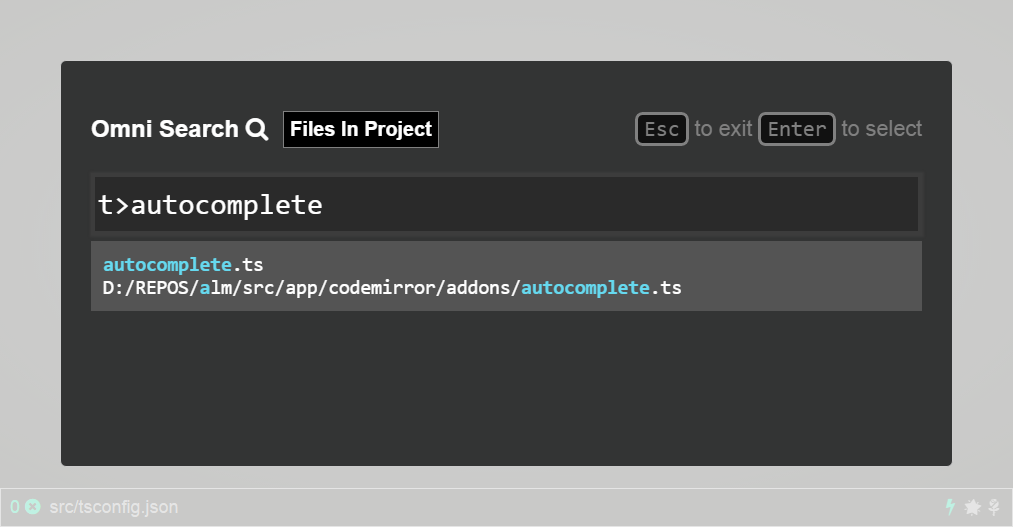 Omni Search Files In Project Esc to exit Enter to select
t>autocomplete
autocomplete.ts
D:/REPOS/alm/src/app/codemirror/addons/autocomplete.ts
0 src/tsconfig.json